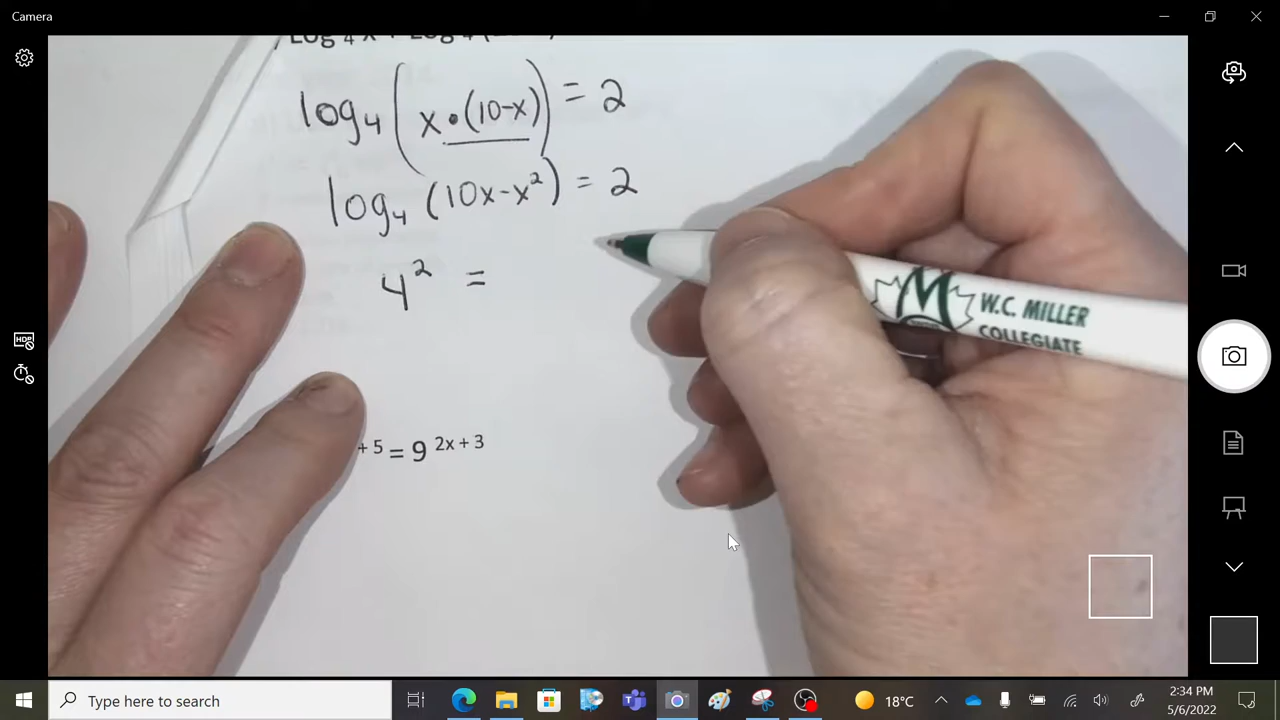 Camera
log₄ (x•(10-x)) = 2
log₄ (10x-x²) = 2
4² =
+ 5 = 9 2x + 3
M W.C. MILLER
COLLEGIATE
Type here to search
18°C
2:34 PM
5/6/2022